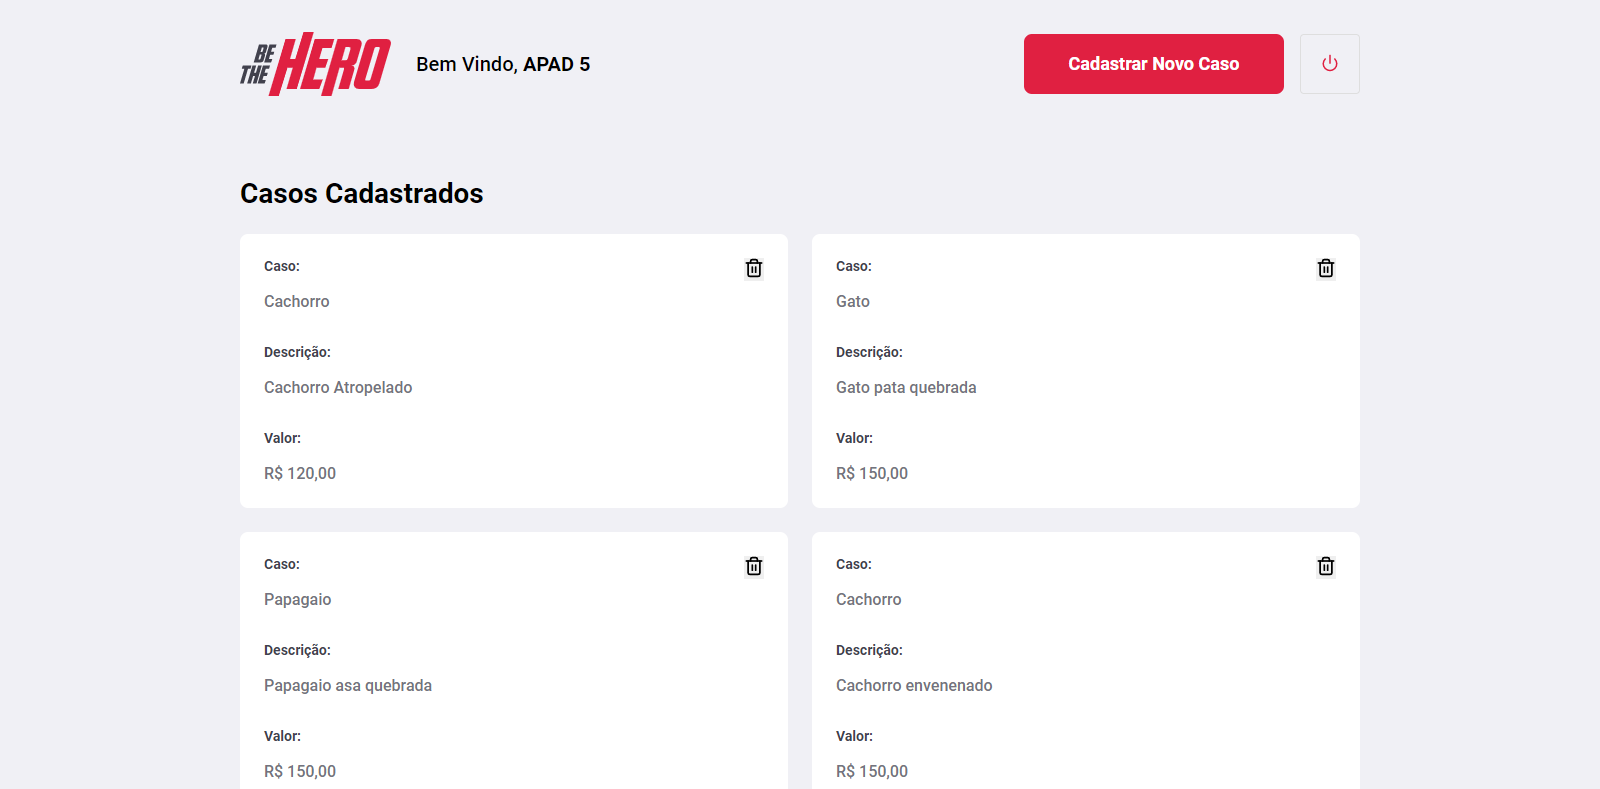 BE THE HERO
Bem Vindo, APAD 5
Cadastrar Novo Caso
Casos Cadastrados
Caso:
Cachorro
Descrição:
Cachorro Atropelado
Valor:
R$ 120,00
Caso:
Gato
Descrição:
Gato pata quebrada
Valor:
R$ 150,00
Caso:
Papagaio
Descrição:
Papagaio asa quebrada
Valor:
R$ 150,00
Caso:
Cachorro
Descrição:
Cachorro envenenado
Valor:
R$ 150,00